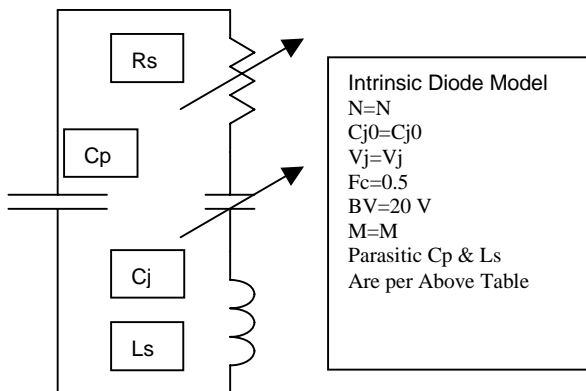 Rs
Cp
Cj
Ls
Intrinsic Diode Model
N=N
Cj0=Cj0
Vj=Vj
Fc=0.5
BV=20 V
M=M
Parasitic Cp & Ls
Are per Above Table